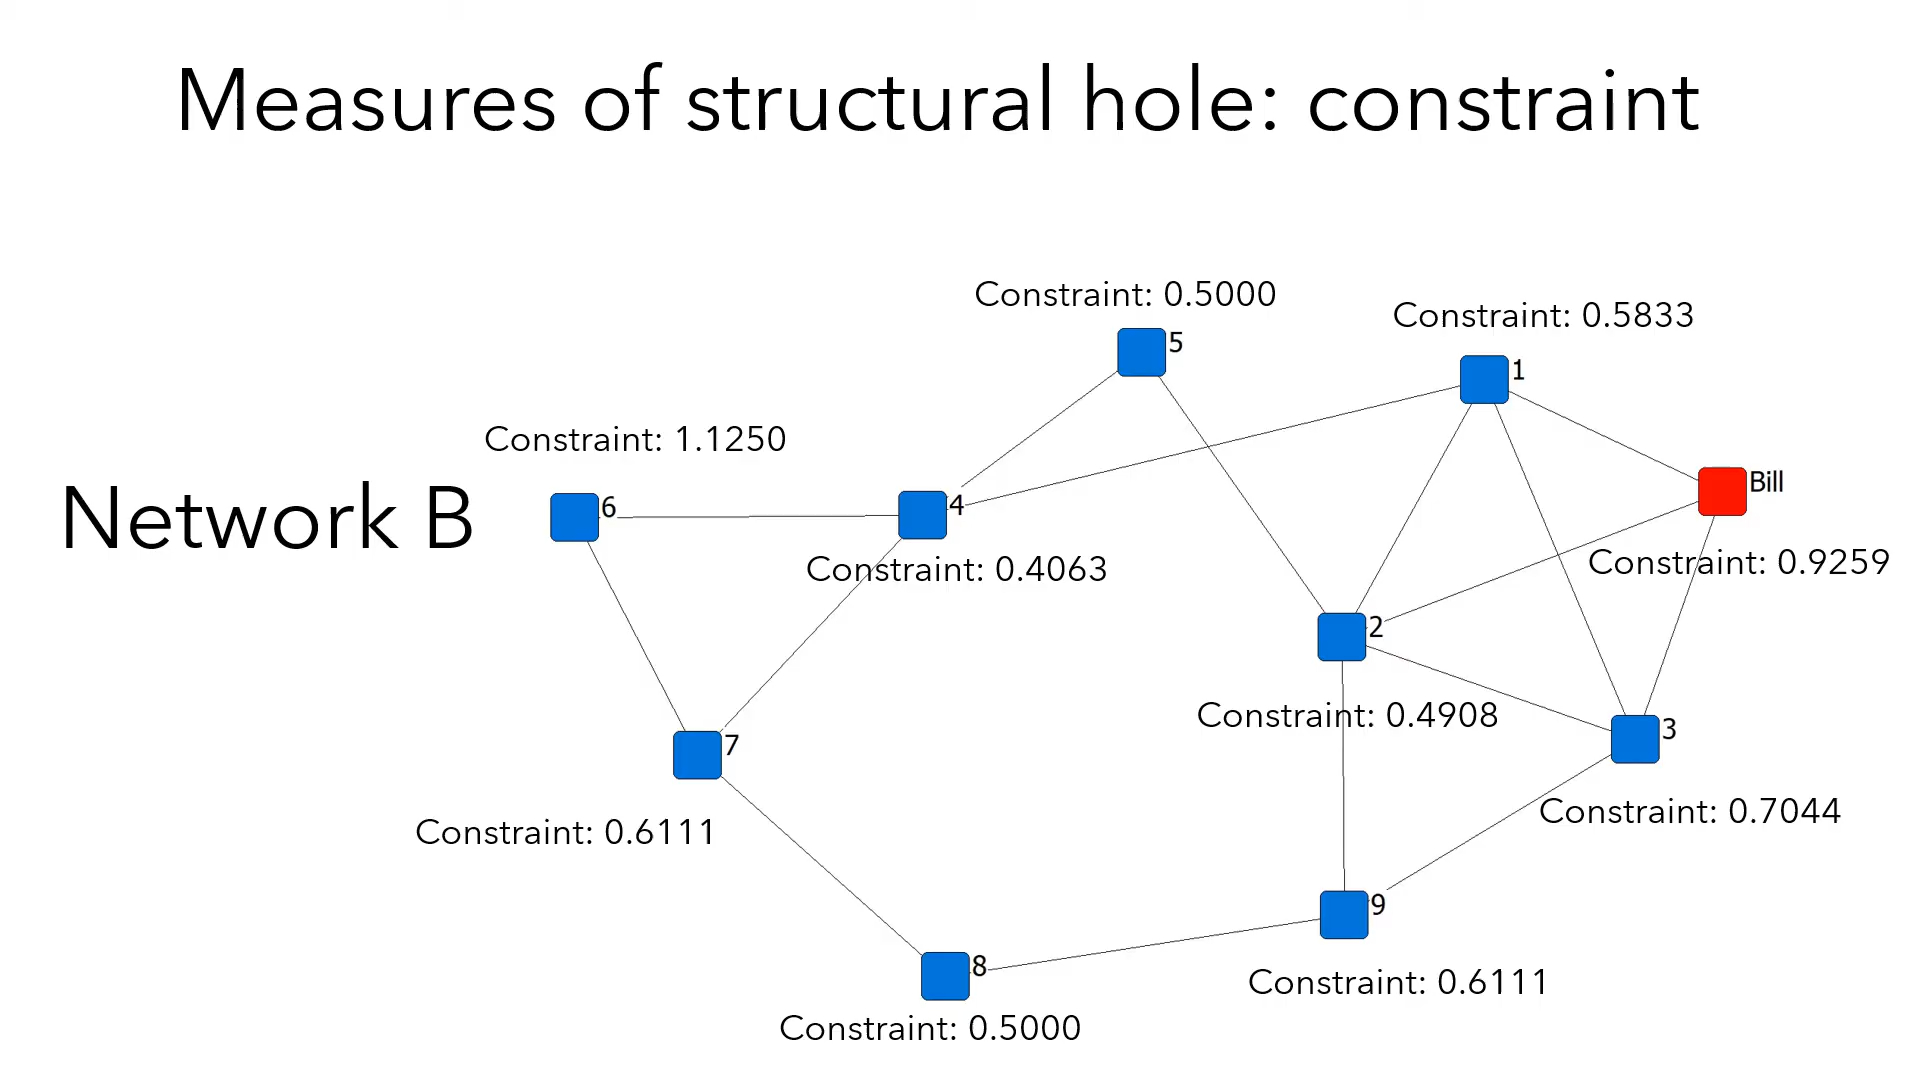 Measures of structural hole: constraint
Constraint: 0.5000
Constraint: 0.5833
5
1
Constraint: 1.1250
Bill
Network B
6
4
Constraint: 0.4063
Constraint: 0.9259
2
Constraint: 0.4908
3
7
Constraint: 0.7044
Constraint: 0.6111
9
8
Constraint: 0.6111
Constraint: 0.5000